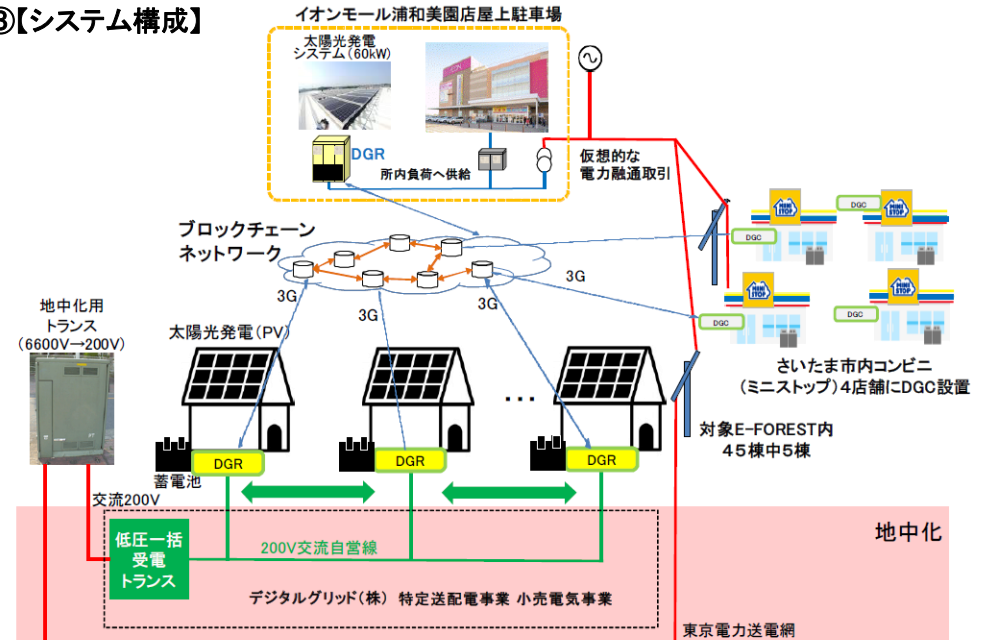 ③【システム構成】
イオンモール浦和美園店屋上駐車場
太陽光発電
システム(60kW)
DGR
所内負荷へ供給
仮想的な
電力融通取引
ブロックチェーン
ネットワーク
3G
3G
3G
3G
DGC
MINI
STOP
DGC
MINI
STOP
DGC
MINI
STOP
DGC
MINI
STOP
さいたま市内コンビニ
(ミニストップ)4店舗にDGC設置
地中化用
トランス
(6600V→200V)
太陽光発電(PV)
・・・
対象E-FOREST内
45棟中5棟
DGR
DGR
DGR
蓄電池
交流200V
低圧一括
受電
トランス
200V交流自営線
地中化
デジタルグリッド(株) 特定送配電事業 小売電気事業
東京電力送電網